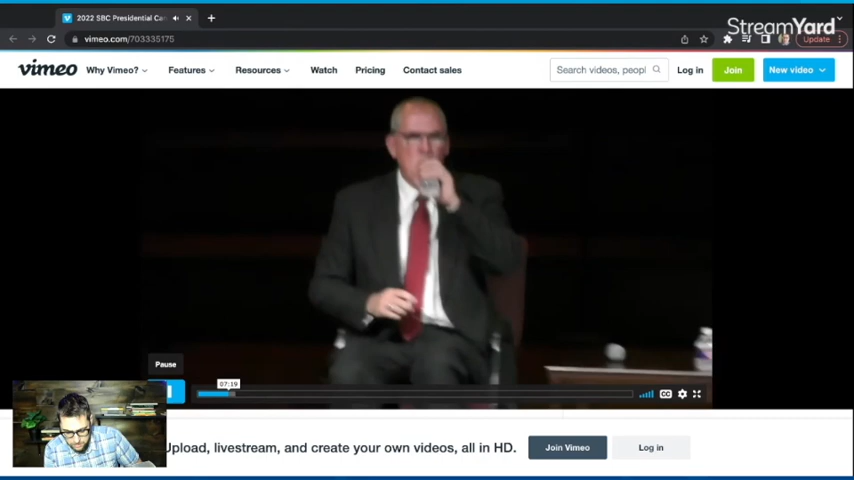 2022 SBC Presidential Can
StreamYard
vimeo.com/703335175
Update
vimeo
Why Vimeo?
Features
Resources
Watch
Pricing
Contact sales
Search videos, peopl
Log in
Join
New video
Pause
07:19
CC
Upload, livestream, and create your own videos, all in HD.
Join Vimeo
Log in